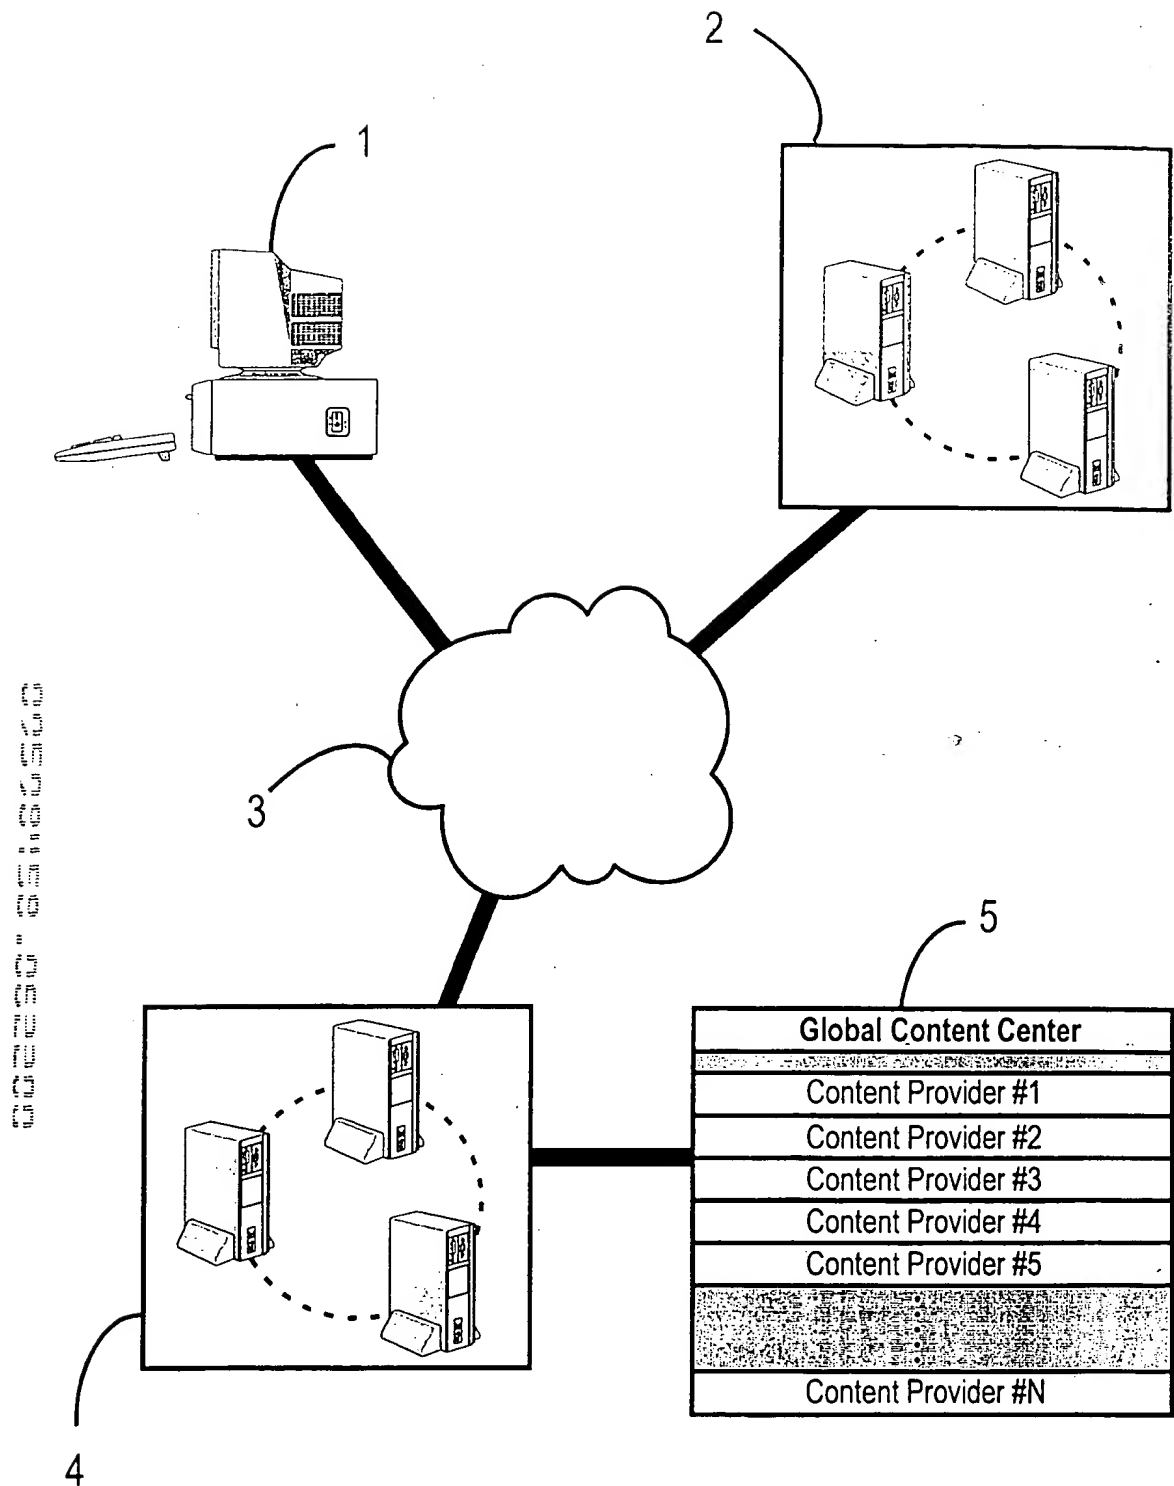 2
1
3
5
Global Content Center
Content Provider #1
Content Provider #2
Content Provider #3
Content Provider #4
Content Provider #5
Content Provider #N
4